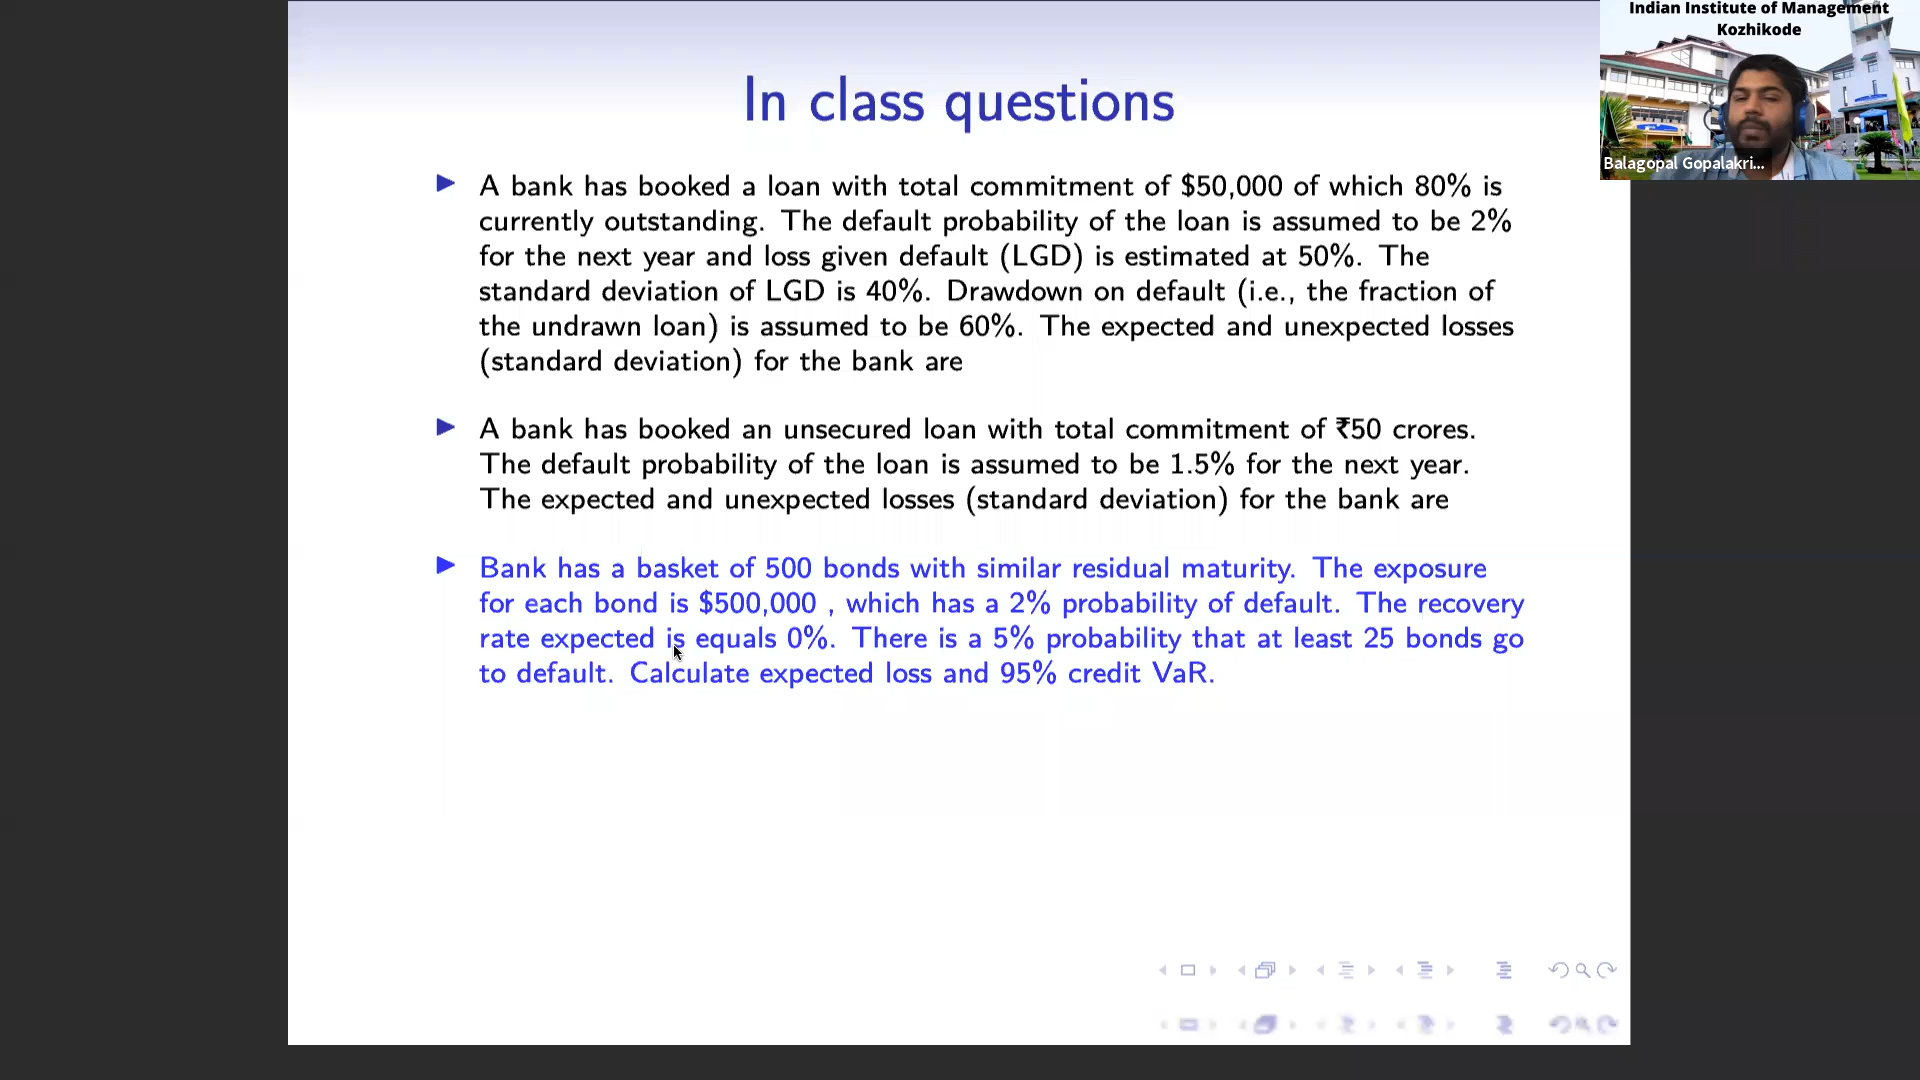 Indian Institute of Management
Kozhikode
Balagopal Gopalakri...
In class questions
A bank has booked a loan with total commitment of $50,000 of which 80% is
currently outstanding. The default probability of the loan is assumed to be 2%
for the next year and loss given default (LGD) is estimated at 50%. The
standard deviation of LGD is 40%. Drawdown on default (i.e., the fraction of
the undrawn loan) is assumed to be 60%. The expected and unexpected losses
(standard deviation) for the bank are
A bank has booked an unsecured loan with total commitment of ₹50 crores.
The default probability of the loan is assumed to be 1.5% for the next year.
The expected and unexpected losses (standard deviation) for the bank are
Bank has a basket of 500 bonds with similar residual maturity. The exposure
for each bond is $500,000 , which has a 2% probability of default. The recovery
rate expected is equals 0%. There is a 5% probability that at least 25 bonds go
to default. Calculate expected loss and 95% credit VaR.